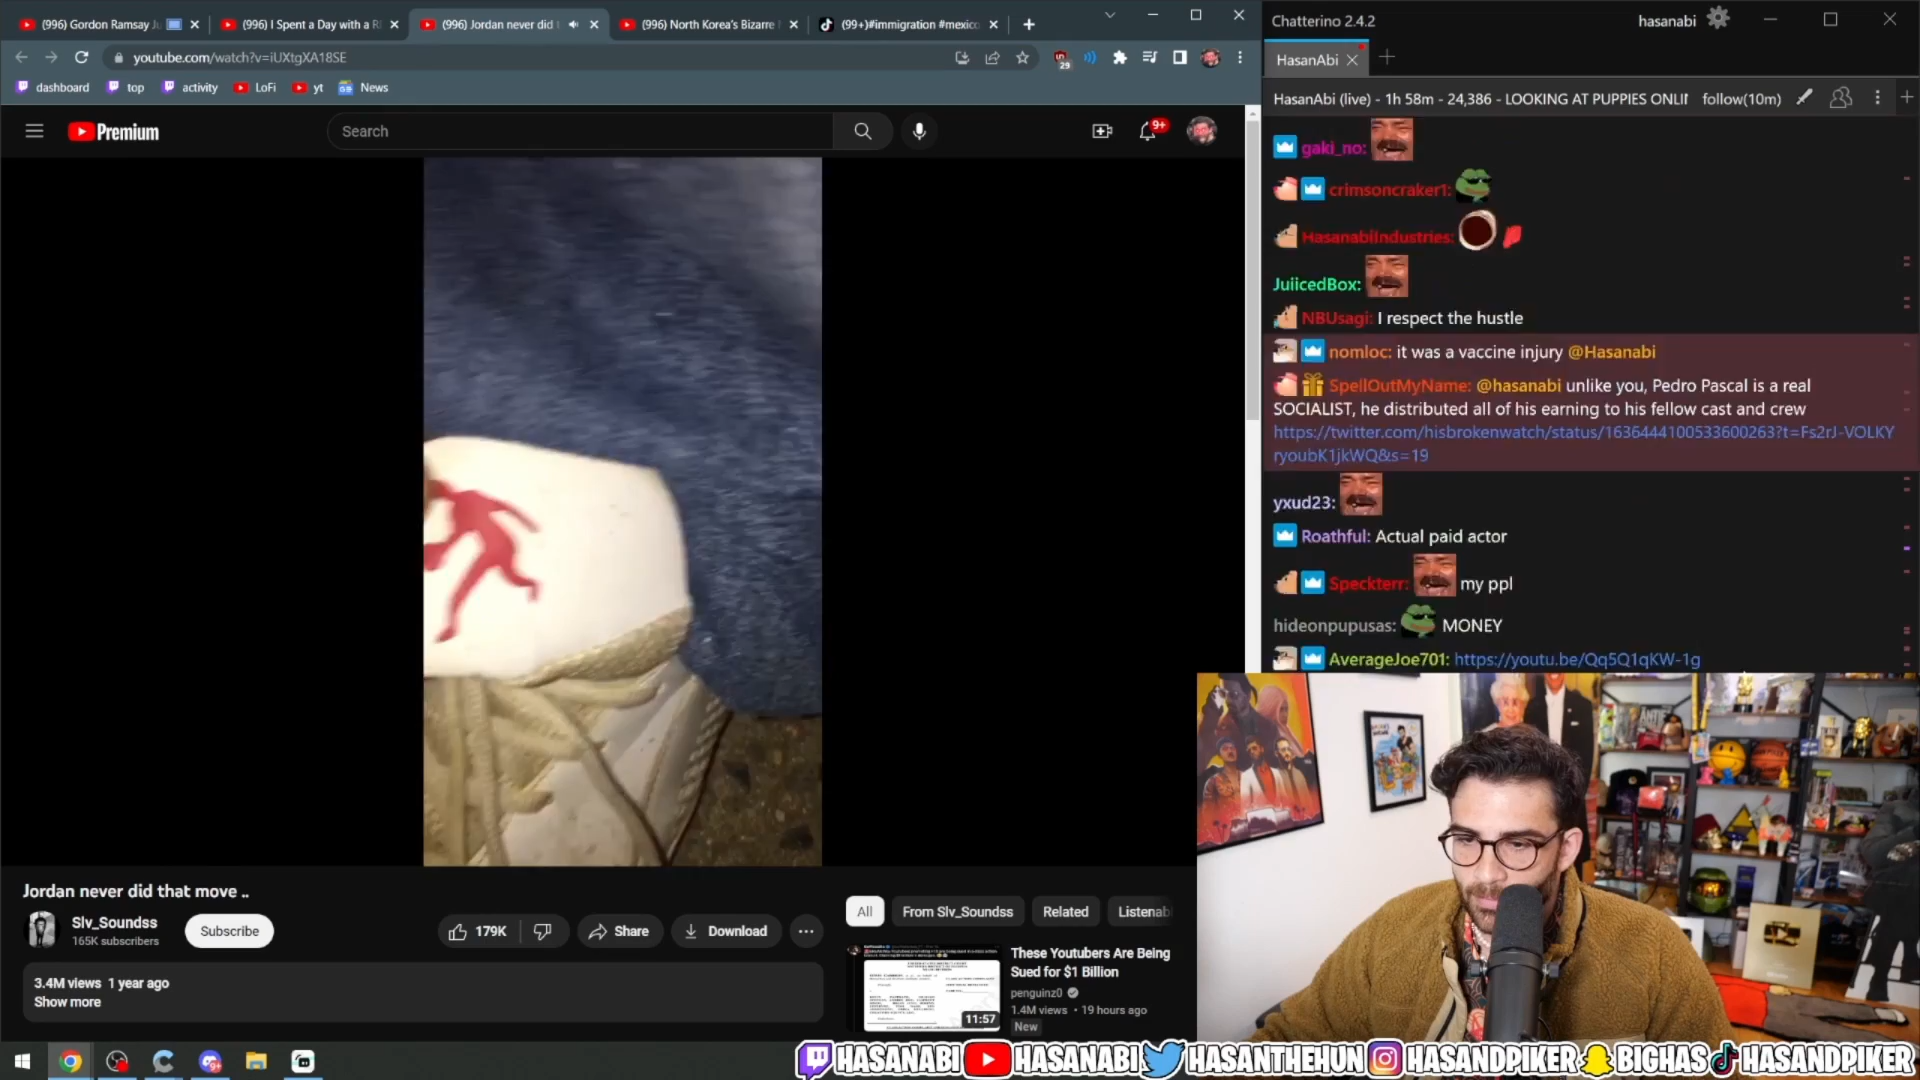 (996) Gordon Ramsay Ju
(996) I Spent a Day with a R
(996) Jordan never did t
(996) North Korea's Bizarre
(99+)#immigration #mexico
youtube.com/watch?v=iUXtgXA18SE
29
dashboard
top
activity
LoFi
yt
News
Premium
Search
9+
Jordan never did that move ..
Slv_Soundss
165K subscribers
Subscribe
179K
Share
Download
3.4M views 1 year ago
Show more
All
From Slv_Soundss
Related
Listenab
These Youtubers Are Being
Sued for $1 Billion
penguinz0
1.4M views • 19 hours ago
New
11:57
Chatterino 2.4.2
hasanabi
HasanAbi
HasanAbi (live) - 1h 58m - 24,386 - LOOKING AT PUPPIES ONLI
follow(10m)
gaki_no:
crimsoncraker1:
HasanabiIndustries:
JuiicedBox:
NBUsagi: I respect the hustle
nomloc: it was a vaccine injury @Hasanabi
SpellOutMyName: @hasanabi unlike you, Pedro Pascal is a real
SOCIALIST, he distributed all of his earning to his fellow cast and crew
https://twitter.com/hisbrokenwatch/status/1636444100533600263?t=Fs2rJ-VOLKY
ryoubK1jkWQ&s=19
yxud23:
Roathful: Actual paid actor
Speckterr: my ppl
hideonpupusas: MONEY
AverageJoe701: https://youtu.be/Qq5Q1qKW-1g
HASANABI HASANABI HASANTHEHUN HASANDPIKER BIGHAS HASANDPIKER